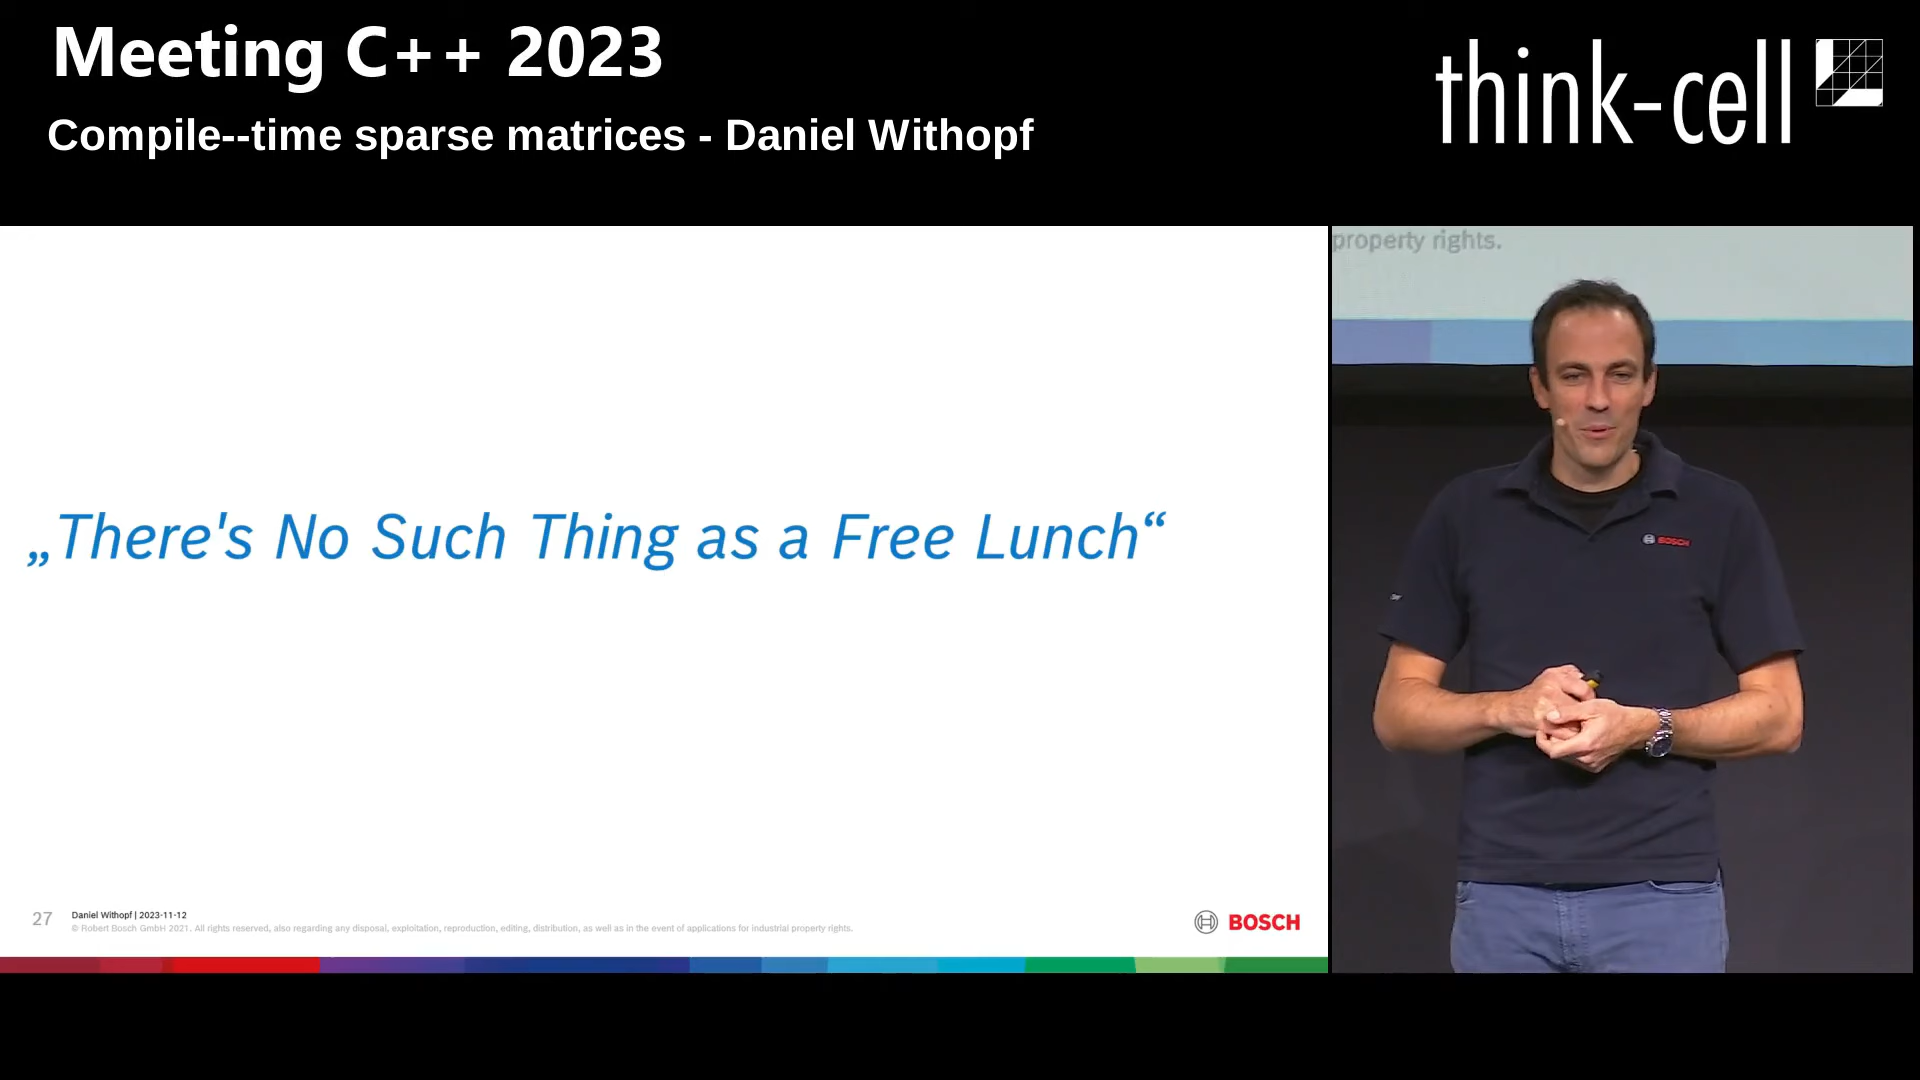 Meeting C++ 2023
Compile--time sparse matrices - Daniel Withopf
think-cell
property rights.
„There's No Such Thing as a Free Lunch“
BOSCH
27
Daniel Withopf | 2023-11-12
© Robert Bosch GmbH 2021. All rights reserved, also regarding any disposal, exploitation, reproduction, editing, distribution, as well as in the event of applications for industrial property rights.
BOSCH